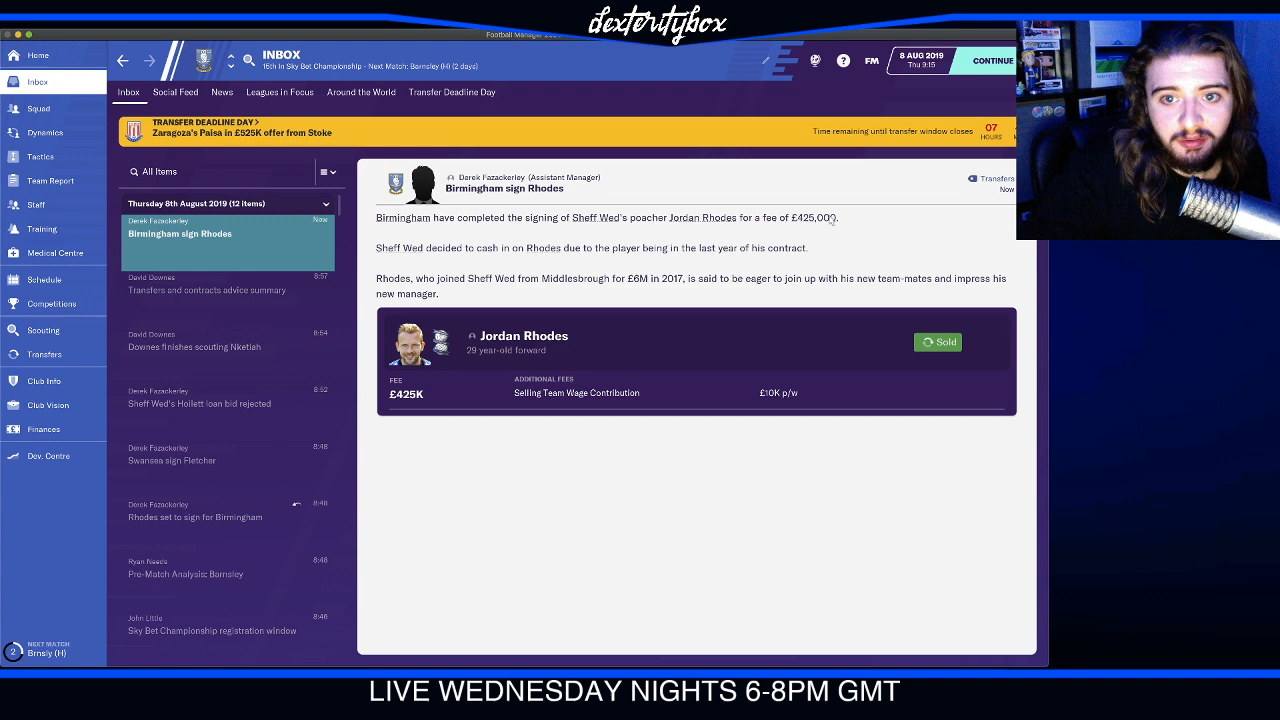 dexteritybox
Football Manager 20
Home
Inbox
Squad
Dynamics
Tactics
Team Report
Staff
Training
Medical Centre
Schedule
Competitions
Scouting
Transfers
Club Info
Club Vision
Finances
Dev. Centre
NEXT MATCH
2 Brnsly (H)
INBOX
15th In Sky Bet Championship - Next Match: Barnsley (H) (2 days)
FM
8 AUG 2019
Thu 9:15
CONTINUE
Inbox Social Feed News Leagues in Focus Around the World Transfer Deadline Day
TRANSFER DEADLINE DAY >
Zaragoza's Paisa in £525K offer from Stoke
Time remaining until transfer window closes
07
HOURS
All Items
Thursday 8th August 2019 (12 items)
Derek Fazackerley Now
Birmingham sign Rhodes
David Downes 8:57
Transfers and contracts advice summary
David Downes 8:54
Downes finishes scouting Nketiah
Derek Fazackerley 8:52
Sheff Wed's Hoilett loan bid rejected
Derek Fazackerley 8:48
Swansea sign Fletcher
Derek Fazackerley 8:48
Rhodes set to sign for Birmingham
Ryan Needs 8:46
Pre-Match Analysis: Barnsley
John Little 8:46
Sky Bet Championship registration window
Derek Fazackerley (Assistant Manager)
Birmingham sign Rhodes
Transfers
Now
Birmingham have completed the signing of Sheff Wed's poacher Jordan Rhodes for a fee of £425,000.
Sheff Wed decided to cash in on Rhodes due to the player being in the last year of his contract.
Rhodes, who joined Sheff Wed from Middlesbrough for £6M in 2017, is said to be eager to join up with his new team-mates and impress his
new manager.
Jordan Rhodes
29 year-old forward
Sold
FEE
£425K
ADDITIONAL FEES
Selling Team Wage Contribution £10K p/w
LIVE WEDNESDAY NIGHTS 6-8PM GMT